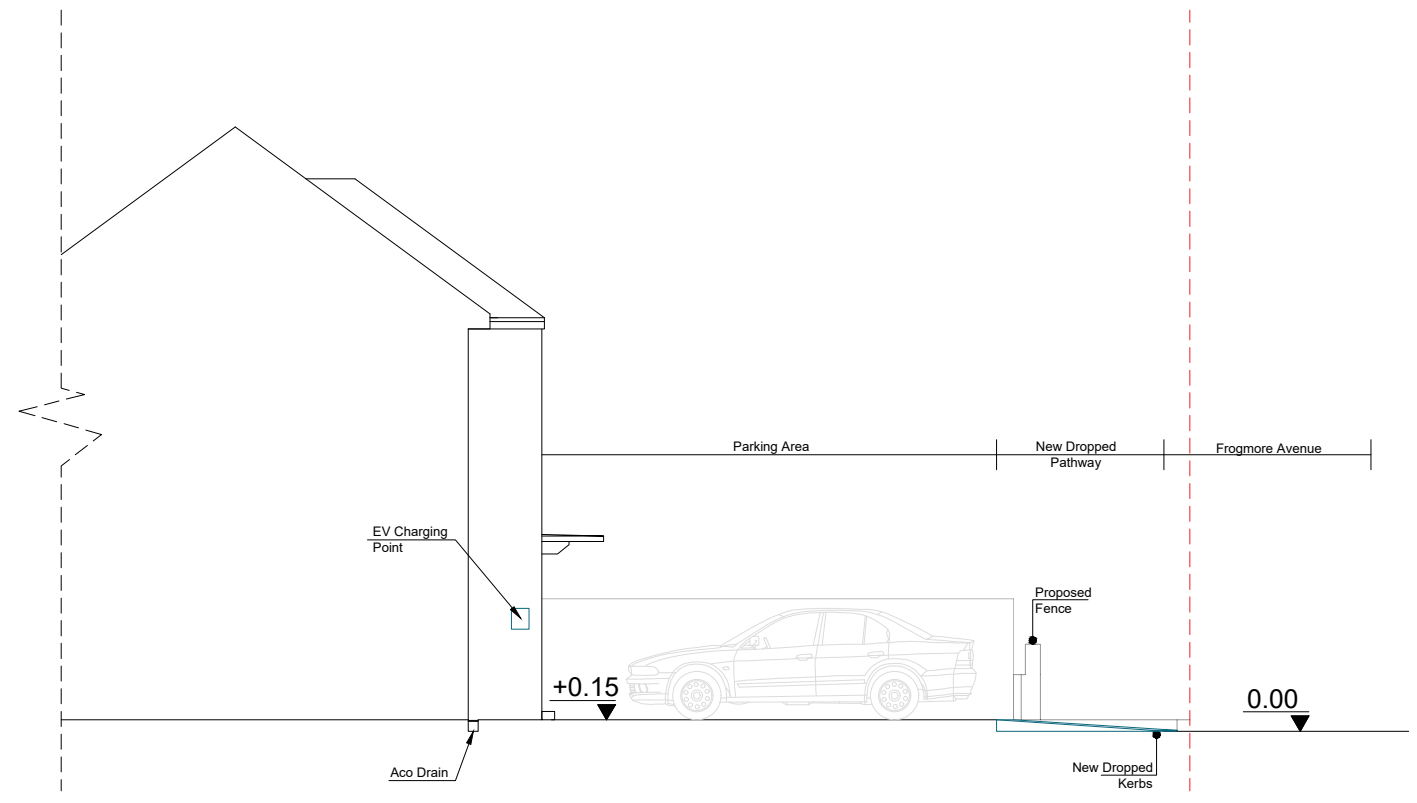 Parking Area
New Dropped
Pathway
Frogmore Avenue
EV Charging
Point
Proposed
Fence
+0.15
0.00
Aco Drain
New Dropped
Kerbs